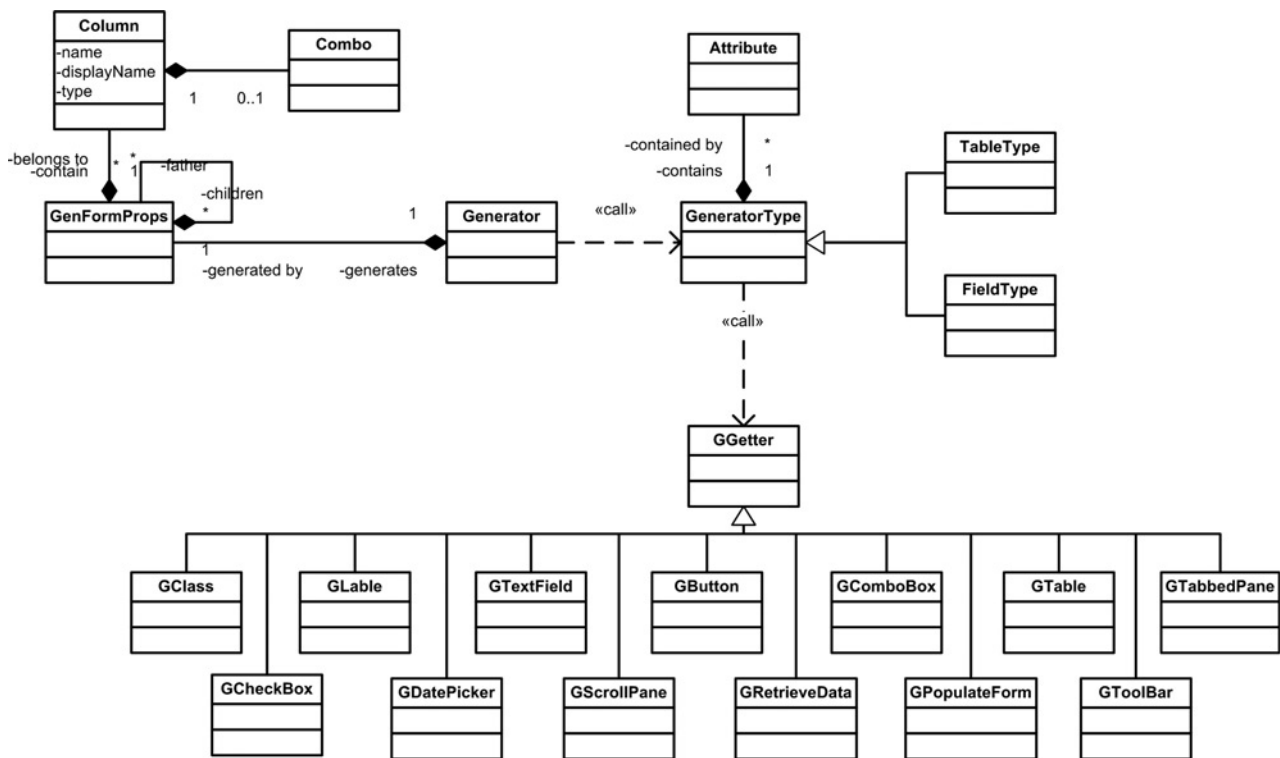 Column
-name
-displayName
-type
Combo
1
0..1
Attribute
-belongs to
-contain
*
*
1
-father
-children
*
-contained by
*
-contains
1
TableType
GenFormProps
1
-generated by
-generates
1
Generator
«call»
GeneratorType
FieldType
«call»
GGetter
GClass
GLable
GTextField
GButton
GComboBox
GTable
GTabbedPane
GCheckBox
GDatePicker
GScrollPane
GRetrieveData
GPopulateForm
GToolBar